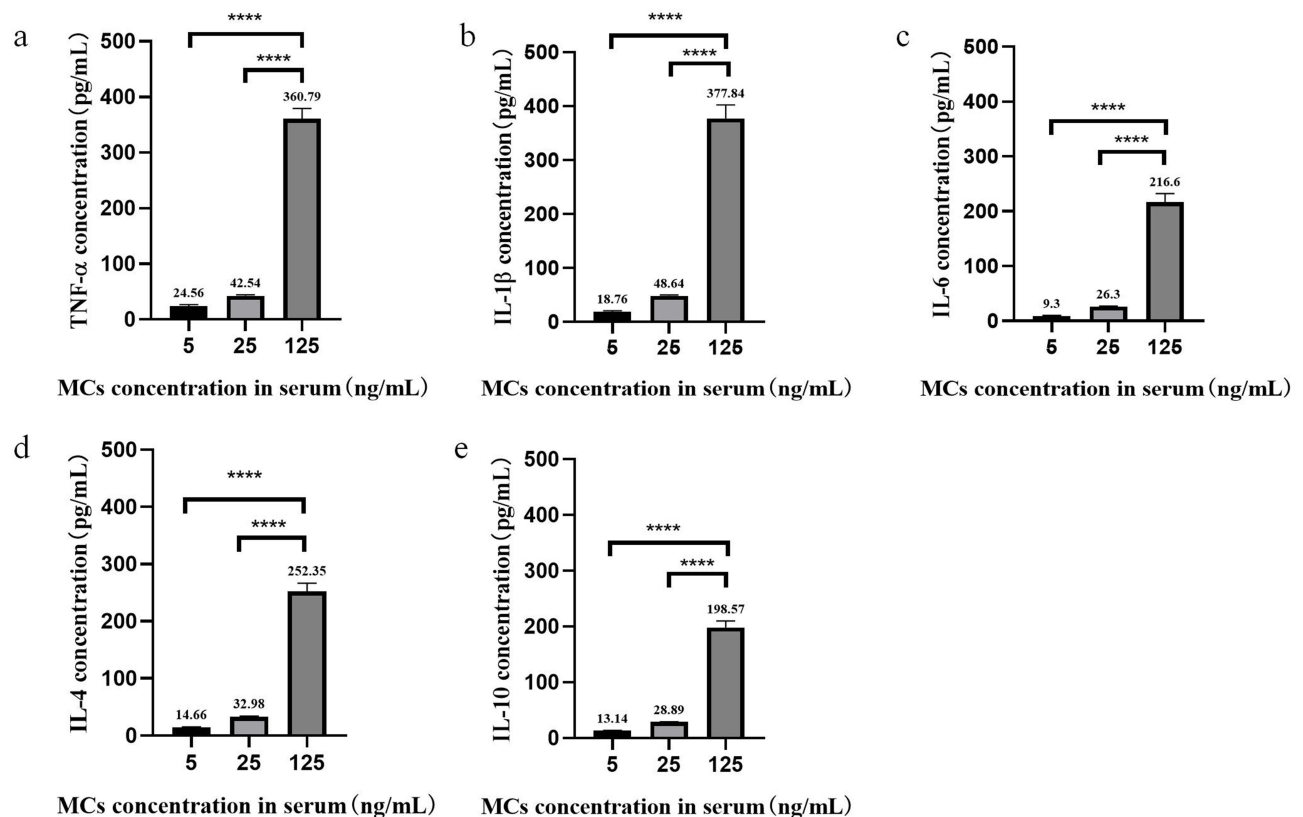 a
TNF-α concentration(pg/mL)
500
400
300
200
100
0
****
****
24.56
42.54
360.79
5 25 125
MCs concentration in serum(ng/mL)
b
IL-1β concentration(pg/mL)
500
400
300
200
100
0
****
****
18.76
48.64
377.84
5 25 125
MCs concentration in serum(ng/mL)
c
IL-6 concentration(pg/mL)
500
400
300
200
100
0
****
****
9.3
26.3
216.6
5 25 125
MCs concentration in serum(ng/mL)
d
IL-4 concentration(pg/mL)
500
400
300
200
100
0
****
****
14.66
32.98
252.35
5 25 125
MCs concentration in serum(ng/mL)
e
IL-10 concentration(pg/mL)
500
400
300
200
100
0
****
****
13.14
28.89
198.57
5 25 125
MCs concentration in serum(ng/mL)